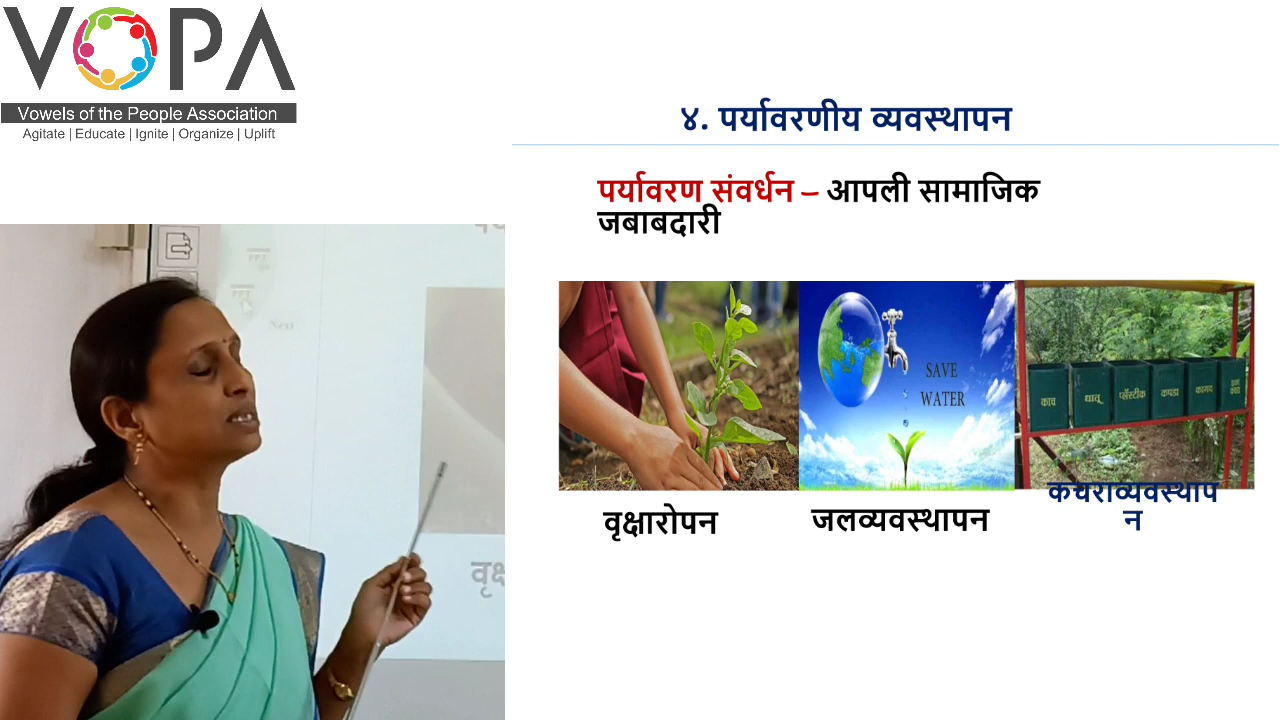 VOPA
Vowels of the People Association
Agitate | Educate | Ignite | Organize | Uplift
४. पर्यावरणीय व्यवस्थापन
पर्यावरण संवर्धन – आपली सामाजिक
जबाबदारी
Next
SAVE
WATER
काच
धातू
प्लॅस्टीक
कपडा
कागद
वृक्षारोपन
जलव्यवस्थापन
कचराव्यवस्थाप
न